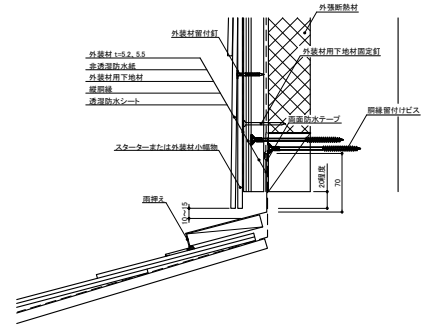 外張断熱材
外装材留付釘
外装材 t=5.2、5.5
非透湿防水紙
外装材用下地材
縦胴縁
透湿防水シート
外装材用下地材固定釘
両面防水テープ
胴縁留付けビス
スターターまたは外装材小幅物
雨押え
10~15
20程度
70